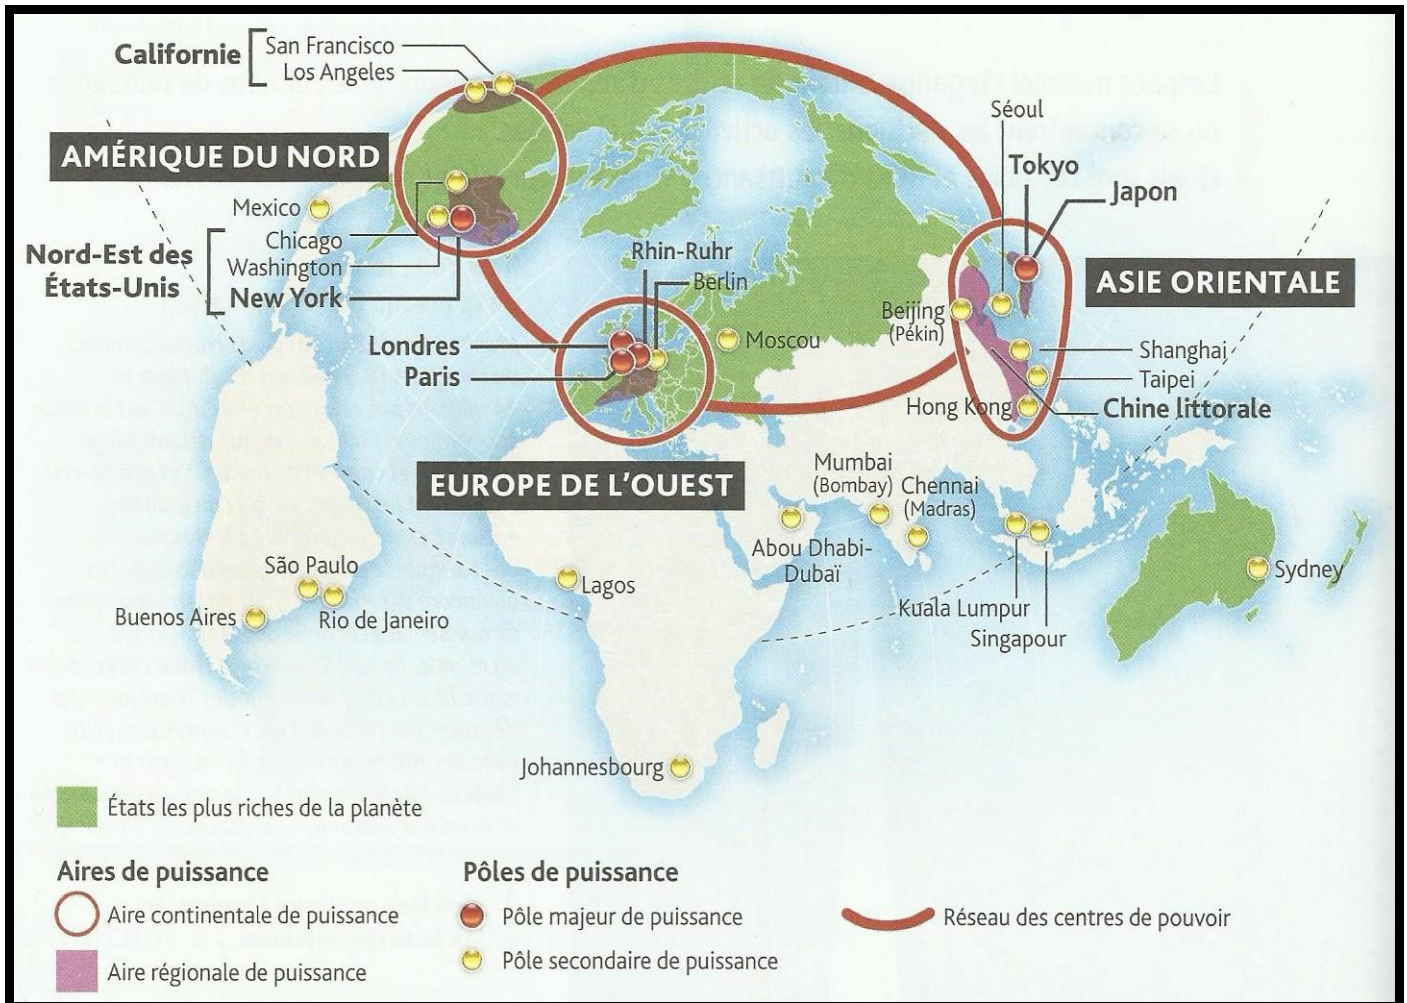 Californie
San Francisco
Los Angeles
AMÉRIQUE DU NORD
Mexico
Chicago
Nord-Est des
États-Unis
Washington
New York
Séoul
Tokyo
Japon
Rhin-Ruhr
Berlin
ASIE ORIENTALE
Beijing
(Pékin)
Londres
Paris
Moscou
Shanghai
Taipei
Hong Kong
Chine littorale
EUROPE DE L'OUEST
Mumbai
(Bombay)
Chennai
(Madras)
Abou Dhabi-
Dubaï
São Paulo
Buenos Aires
Rio de Janeiro
Lagos
Kuala Lumpur
Singapour
Sydney
Johannesbourg
États les plus riches de la planète
Aires de puissance
Aire continentale de puissance
Aire régionale de puissance
Pôles de puissance
Pôle majeur de puissance
Pôle secondaire de puissance
Réseau des centres de pouvoir